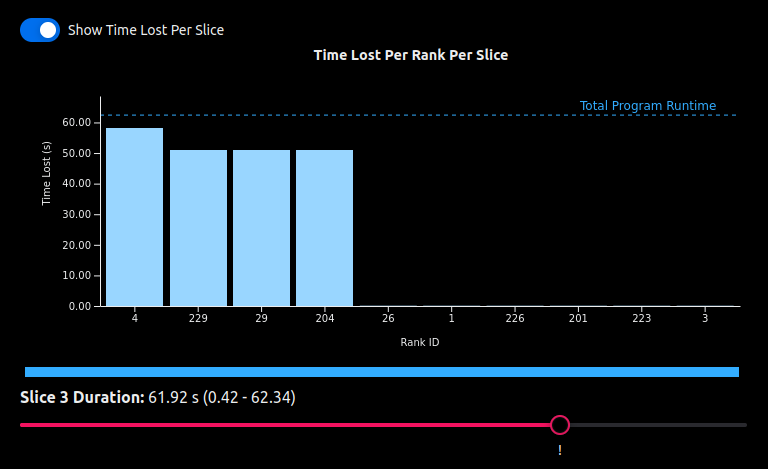 Show Time Lost Per Slice
Time Lost Per Rank Per Slice
Total Program Runtime
60.00
50.00
40.00
30.00
20.00
10.00
0.00
Time Lost (s)
4 229 29 204 26 1 226 201 223 3
Rank ID
Slice 3 Duration: 61.92 s (0.42 - 62.34)
!